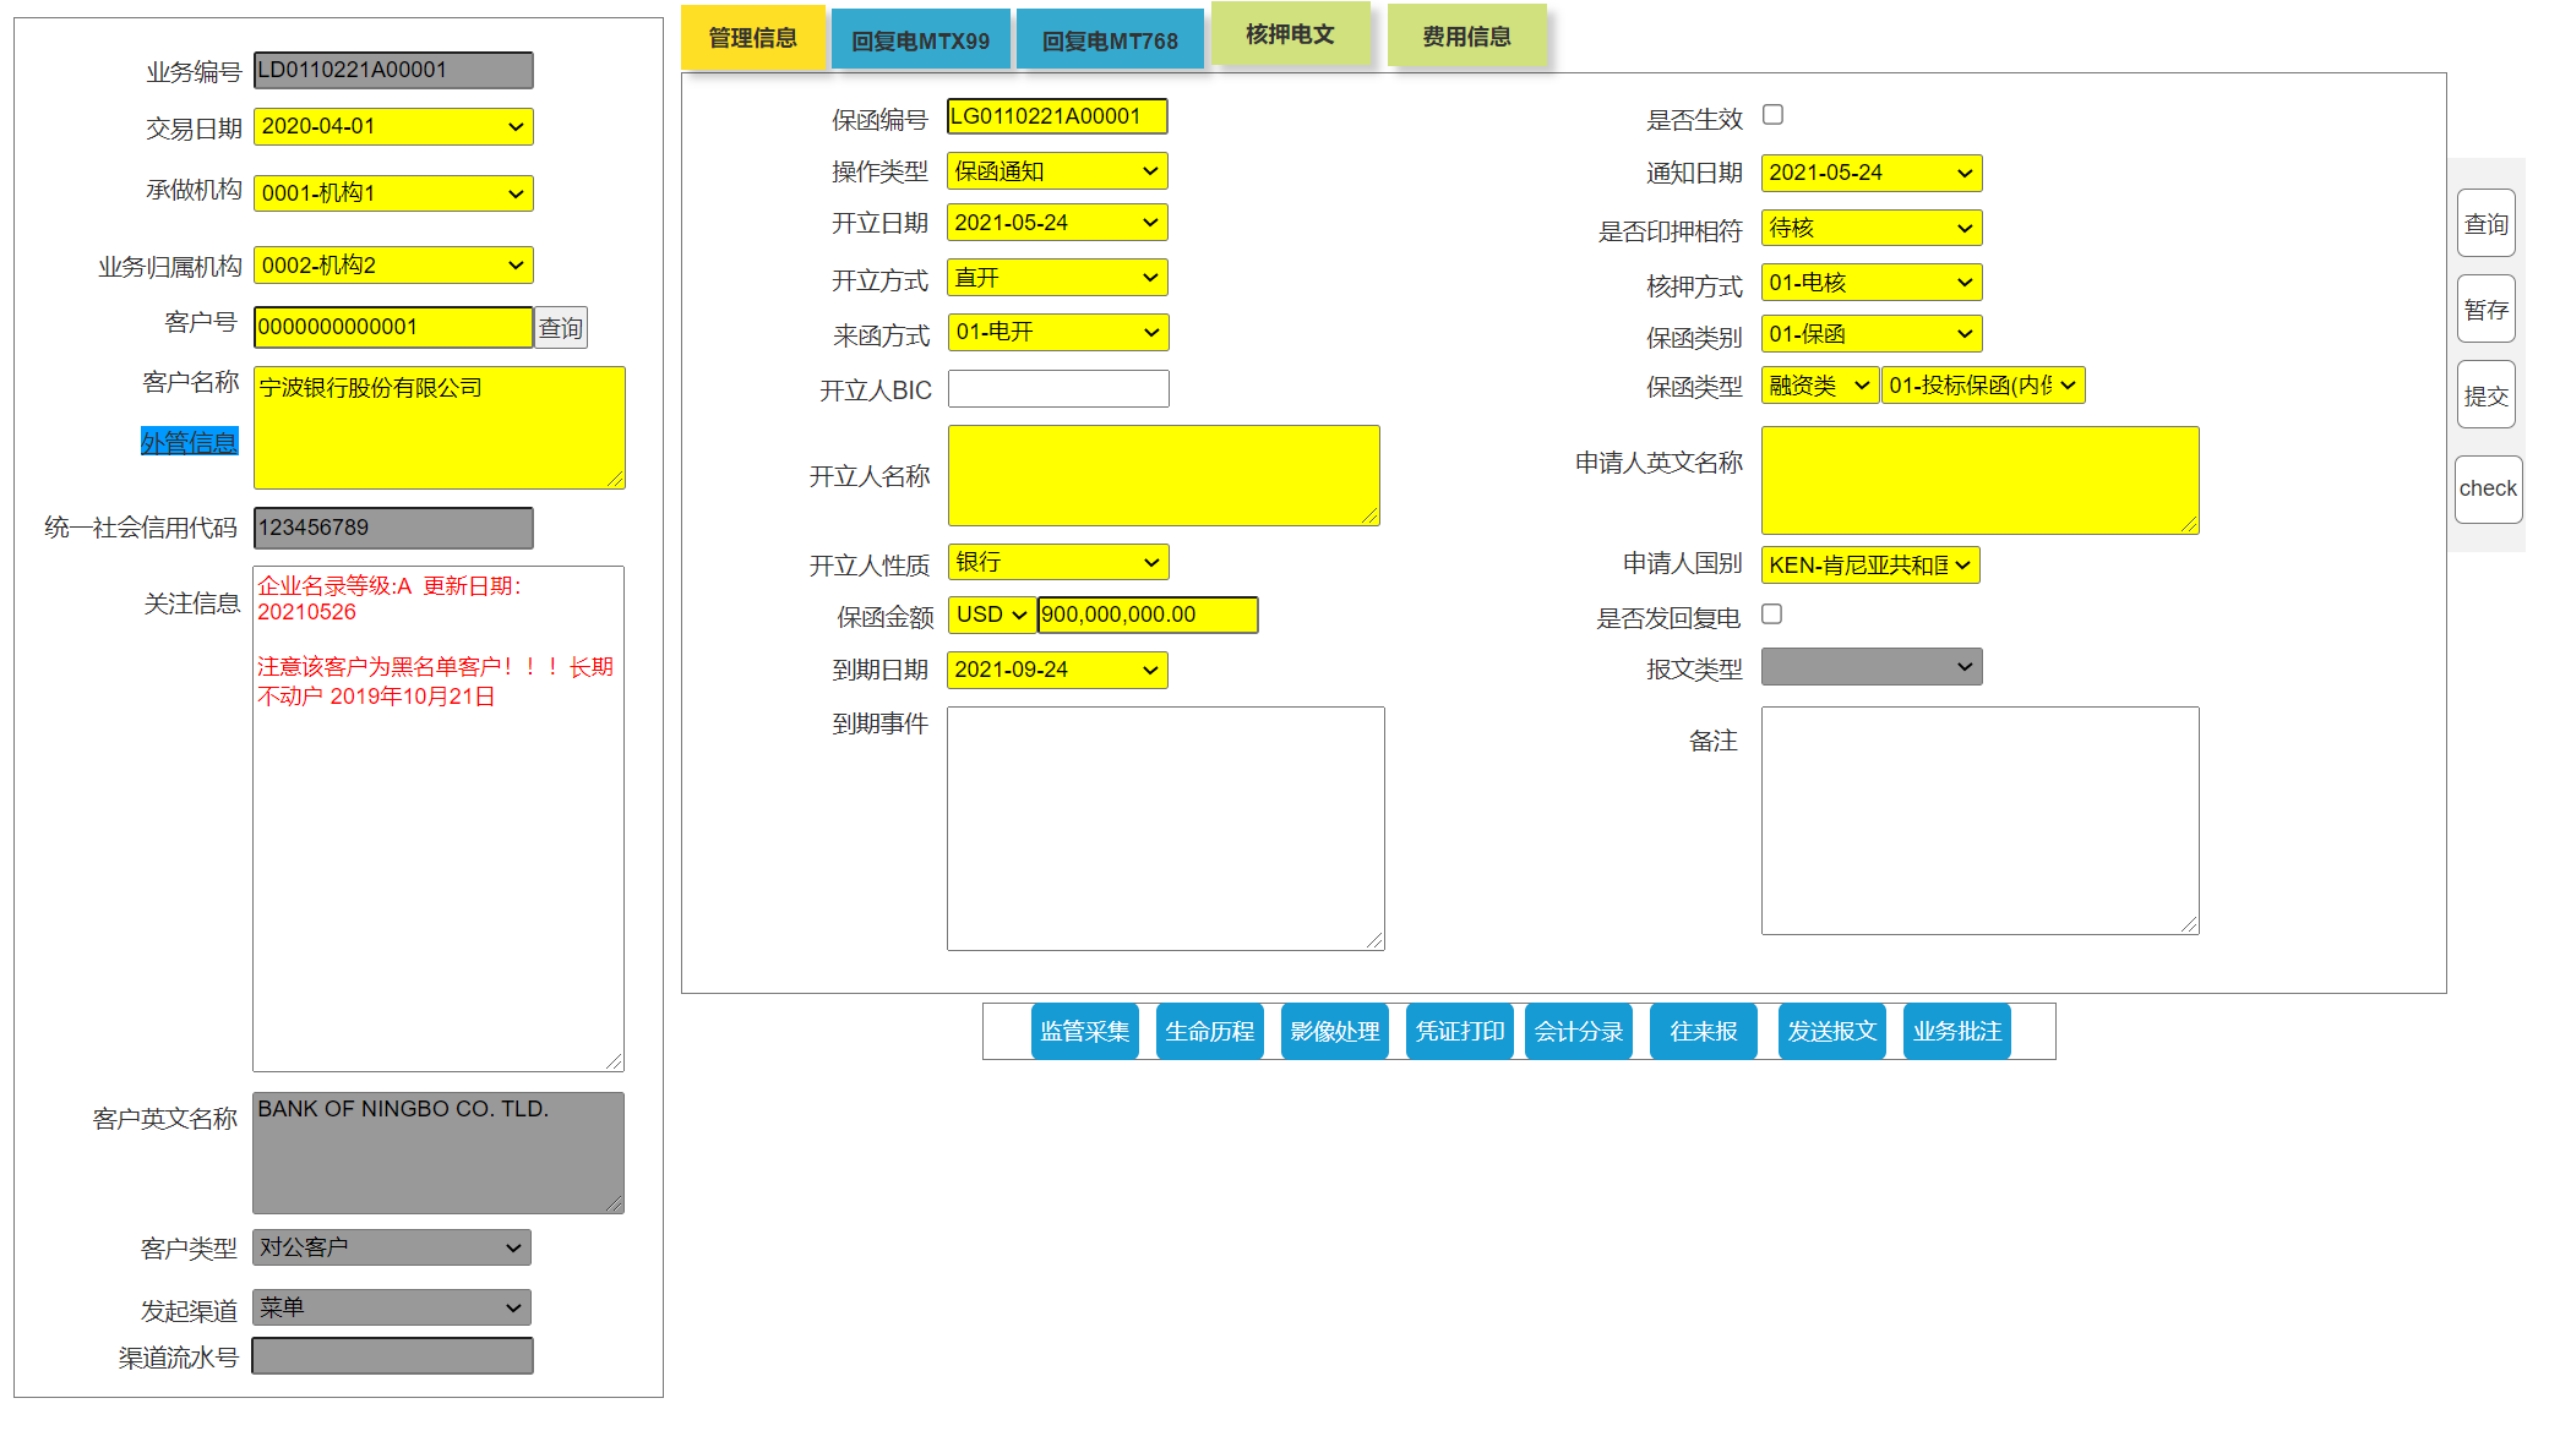 业务编号 LD0110221A00001
交易日期 2020-04-01
承做机构 0001-机构1
业务归属机构 0002-机构2
客户号 0000000000001 查询
客户名称 宁波银行股份有限公司
外管信息
统一社会信用代码 123456789
关注信息
企业名录等级:A 更新日期：
20210526
注意该客户为黑名单客户！！！长期
不动户 2019年10月21日
客户英文名称 BANK OF NINGBO CO. TLD.
客户类型 对公客户
发起渠道 菜单
渠道流水号
管理信息 回复电MTX99 回复电MT768 核押电文 费用信息
保函编号 LG0110221A00001 是否生效
操作类型 保函通知 通知日期 2021-05-24
开立日期 2021-05-24 是否印押相符 待核
开立方式 直开 核押方式 01-电核
来函方式 01-电开 保函类别 01-保函
开立人BIC 保函类型 融资类 01-投标保函(内
开立人名称 申请人英文名称
开立人性质 银行 申请人国别 KEN-肯尼亚共和
保函金额 USD 900,000,000.00 是否发回复电
到期日期 2021-09-24 报文类型
到期事件 备注
查询
暂存
提交
check
监管采集 生命历程 影像处理 凭证打印 会计分录 往来报 发送报文 业务批注